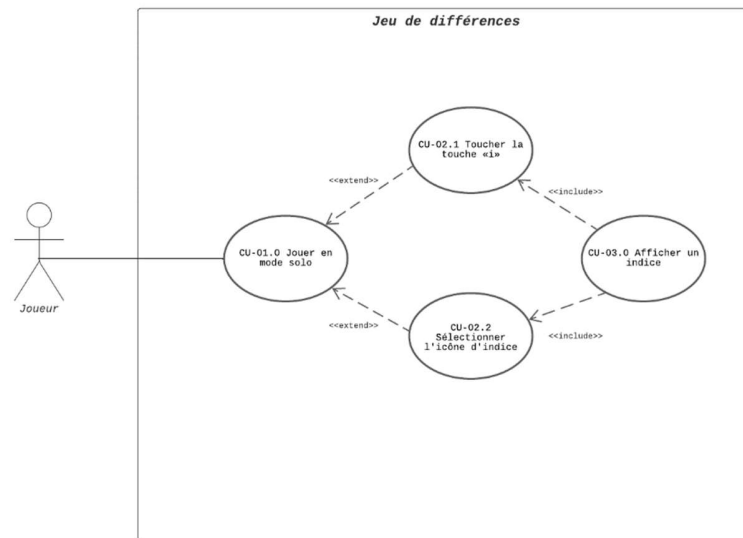 Jeu de différences
CU-02.1 Toucher la
touche «i»
<<extend>>
<<include>>
CU-01.0 Jouer en
mode solo
CU-03.0 Afficher un
indice
Joueur
<<extend>>
CU-02.2
Sélectionner
l'icône d'indice
<<include>>